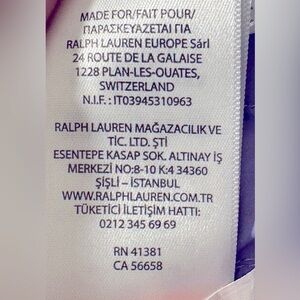 MADE FOR/FAIT POUR/
ΠΑΡΑΣΚΕΥΑΖΕΤΑΙ ΓΙΑ
RALPH LAUREN EUROPE Sárl
24 ROUTE DE LA GALAISE
1228 PLAN-LES-OUATES,
SWITZERLAND
N.I.F. : IT03945310963
RALPH LAUREN MAĞAZACILIK VE
TİC. LTD. ŞTİ
ESENTEPE KASAP SOK. ALTINAY İŞ
MERKEZİ NO:8-10 K:4 34360
ŞİŞLİ – İSTANBUL
WWW.RALPHLAUREN.COM.TR
TÜKETİCİ İLETİŞİM HATTI:
0212 345 69 69
RN 41381
CA 56658